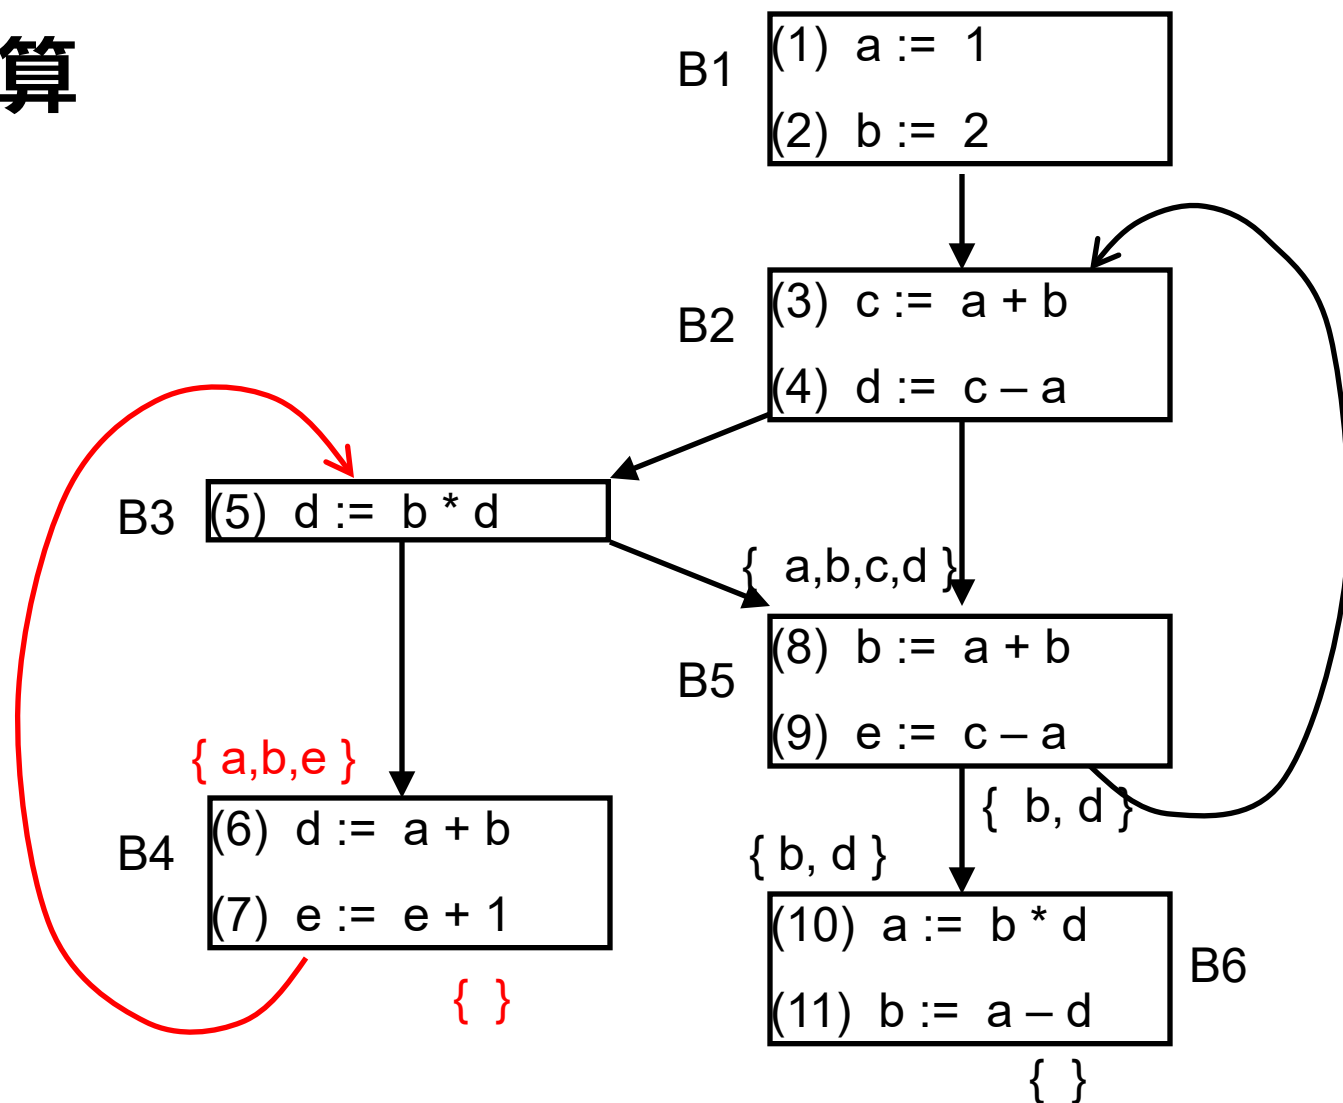 算
B1
(1) a := 1
(2) b := 2
B2
(3) c := a + b
(4) d := c – a
B3
(5) d := b * d
{ a,b,c,d }
B5
(8) b := a + b
(9) e := c – a
{ a,b,e }
{ b, d }
B4
(6) d := a + b
(7) e := e + 1
{ b, d }
{ }
(10) a := b * d
(11) b := a – d
B6
{ }